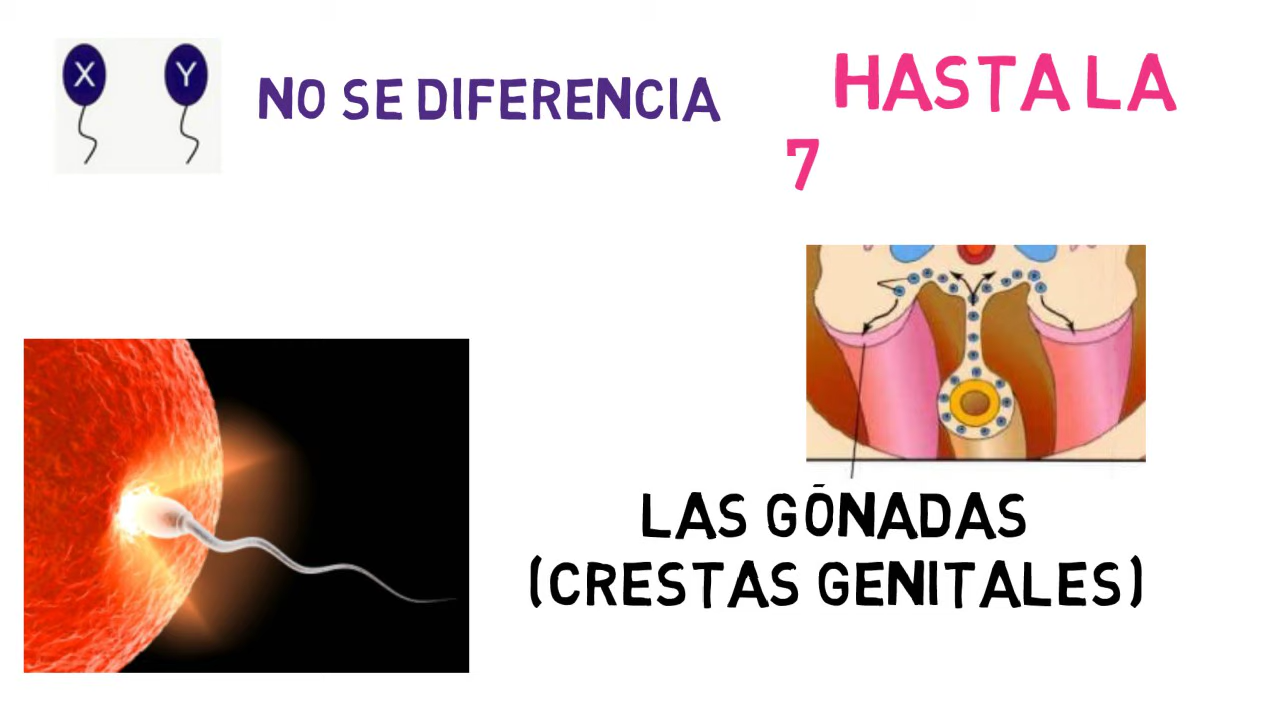 X Y
NO SE DIFERENCIA
HASTA LA
7
LAS GÓNADAS
(CRESTAS GENITALES)